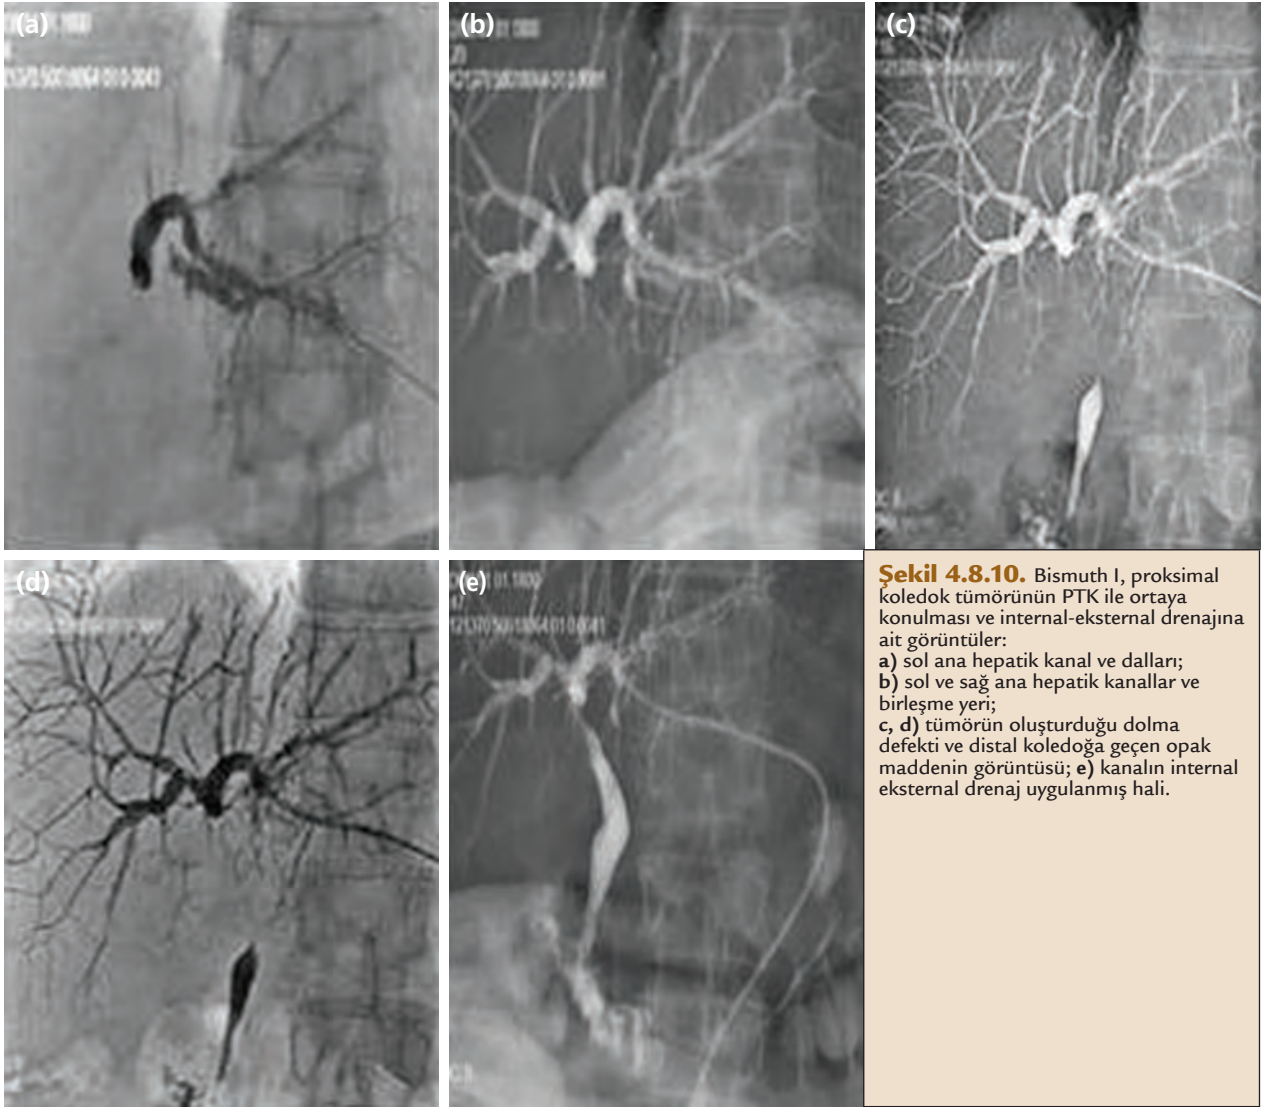 (a)
(b)
(c)
(d)
(e)
Şekil 4.8.10. Bismuth I, proksimal
koledok tümörünün PTK ile ortaya
konulması ve internal-eksternal drenajına
ait görüntüler:
a) sol ana hepatik kanal ve dalları;
b) sol ve sağ ana hepatik kanallar ve
birleşme yeri;
c, d) tümörün oluşturduğu dolma
defekti ve distal koledoğa geçen opak
maddenin görüntüsü; e) kanalın internal
eksternal drenaj uygulanmış hali.